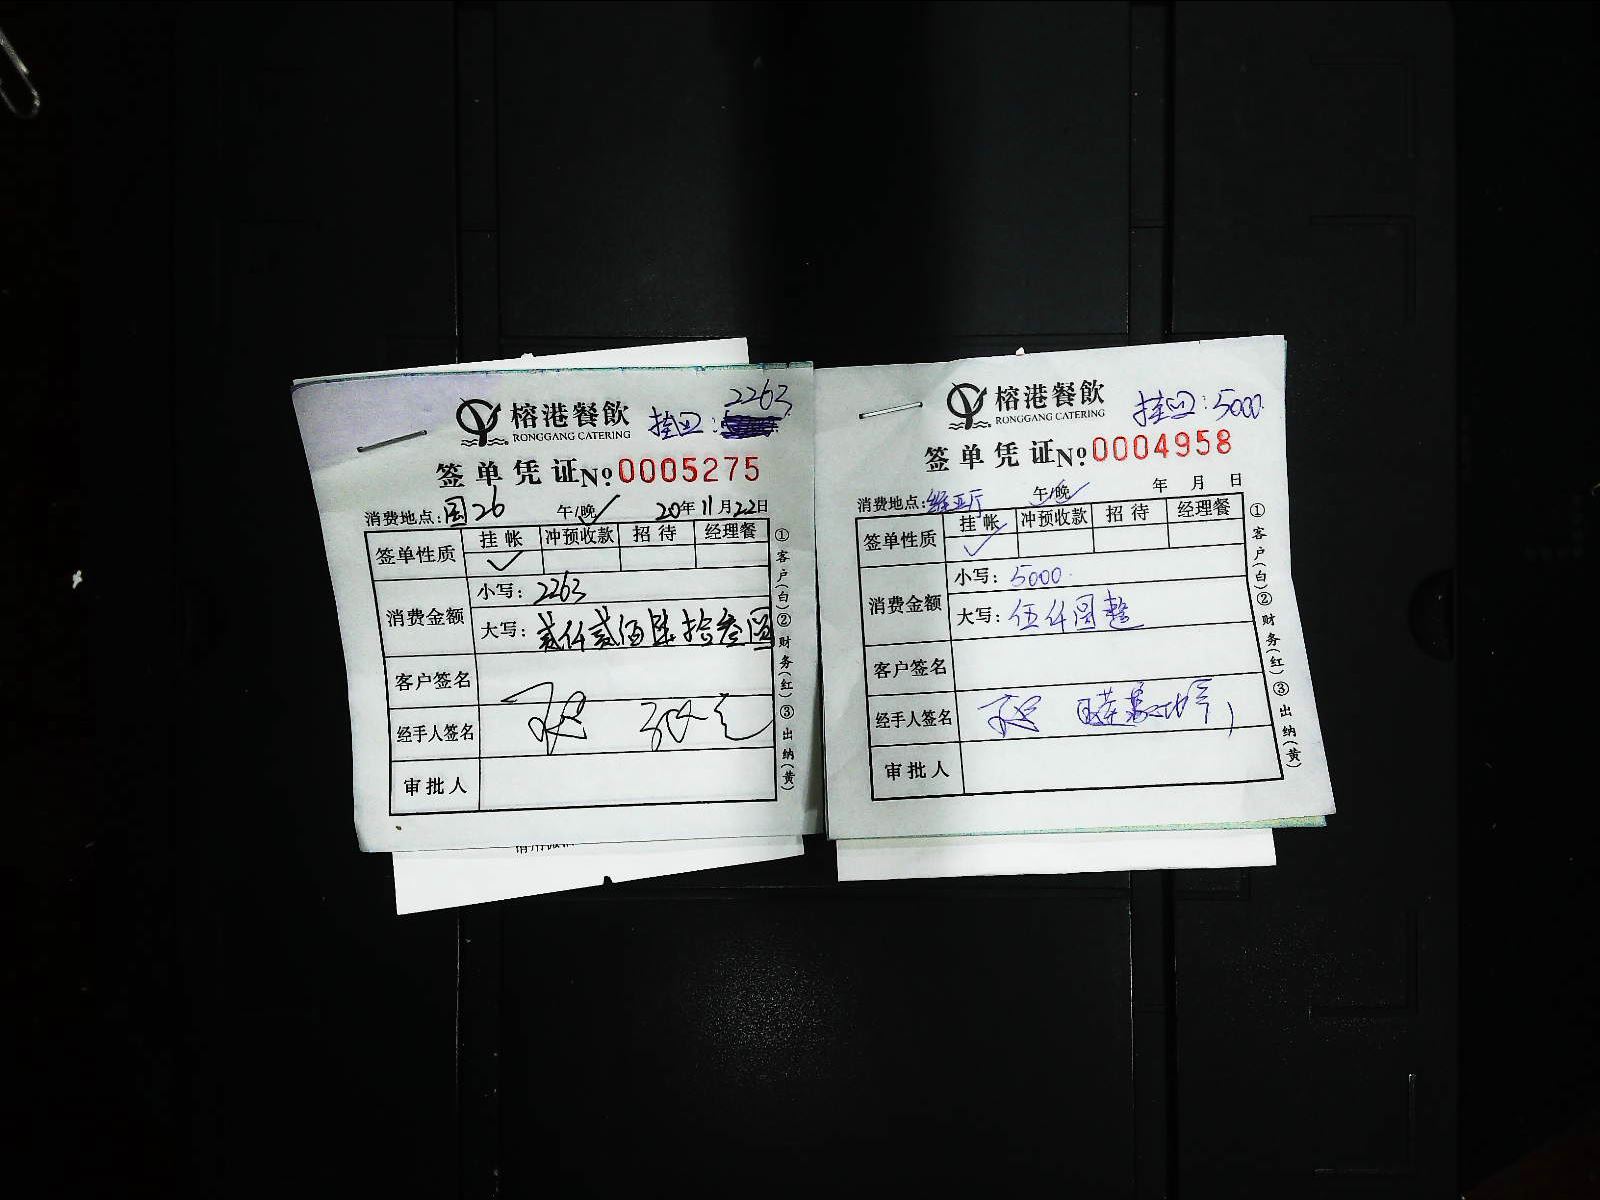 2263
榕港餐飲 挂账:
RONGGANG CATERING
签单凭证 No 0005275
消费地点: 国26 午/晚 20年11月22日
签单性质 挂帐 冲预收款 招待 经理餐
消费金额 小写: 2263
大写: 贰仟贰佰陆拾叁圆
客户签名
经手人签名
审批人
①客户(白)②财务(红)③出纳(黄)
榕港餐飲 :5000
RONGGANG CATERING
签单凭证 No 0004958
消费地点: 维亚厅 午/晚 年 月 日
签单性质 挂帐 冲预收款 招待 经理餐
消费金额 小写: 5000
大写: 伍仟圆整
客户签名
经手人签名
审批人
①客户(白)②财务(红)③出纳(黄)